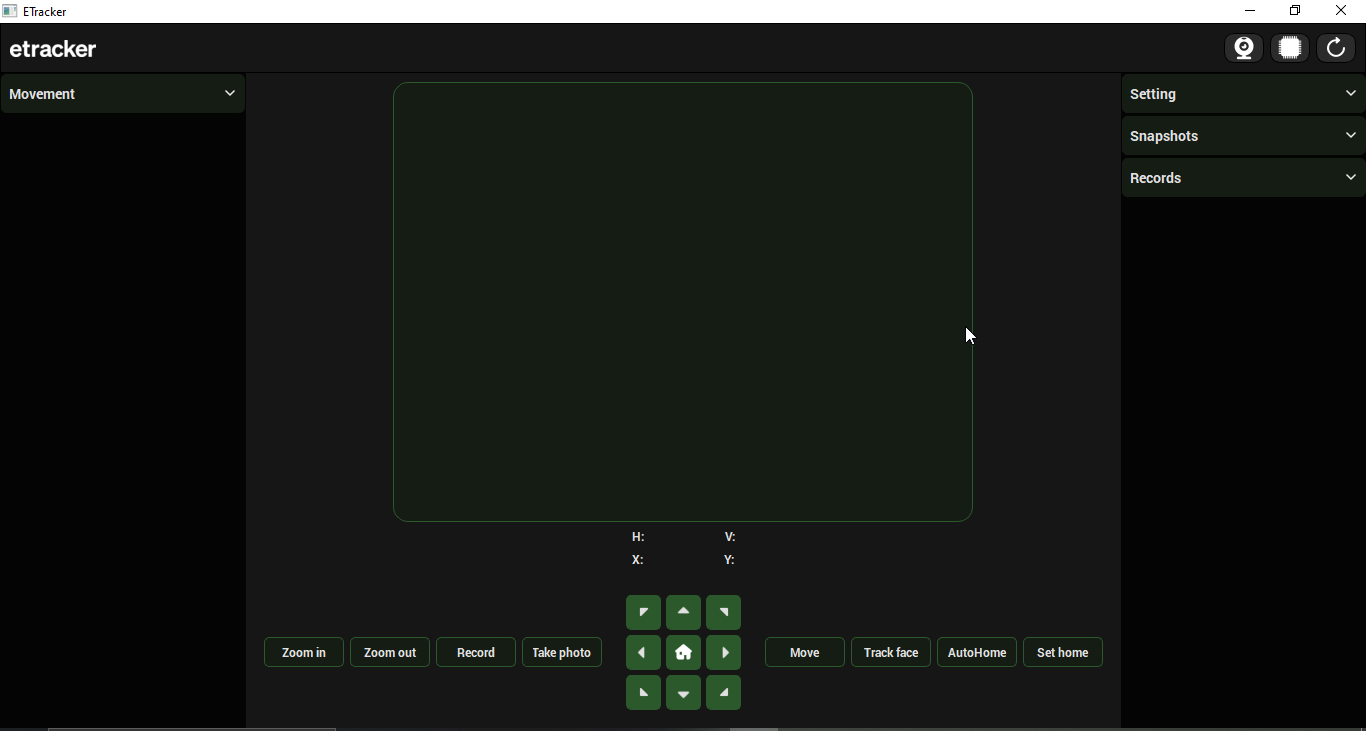 ETracker
etracker
Movement
Setting
Snapshots
Records
H: V:
X: Y:
Zoom in Zoom out Record Take photo Move Track face AutoHome Set home